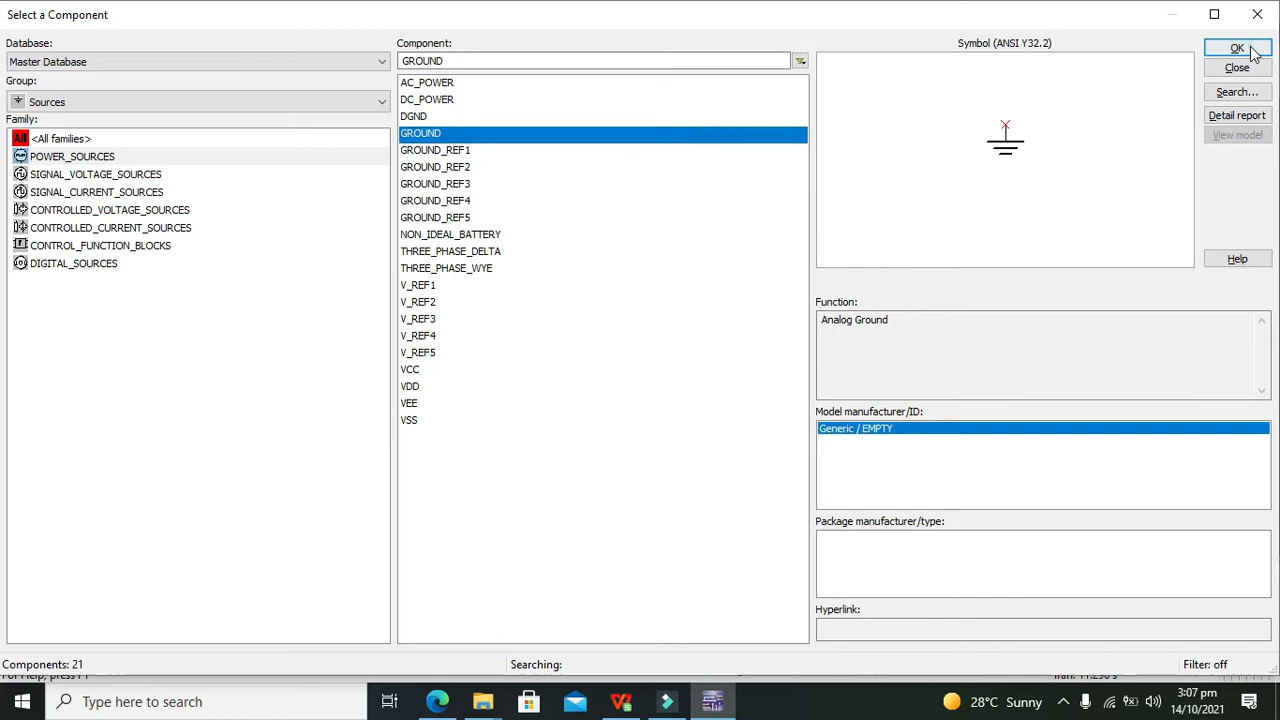 Select a Component
Database:
Master Database
Group:
Sources
Family:
All <All families>
POWER_SOURCES
SIGNAL_VOLTAGE_SOURCES
SIGNAL_CURRENT_SOURCES
CONTROLLED_VOLTAGE_SOURCES
CONTROLLED_CURRENT_SOURCES
CONTROL_FUNCTION_BLOCKS
DIGITAL_SOURCES
Component:
GROUND
AC_POWER
DC_POWER
DGND
GROUND
GROUND_REF1
GROUND_REF2
GROUND_REF3
GROUND_REF4
GROUND_REF5
NON_IDEAL_BATTERY
THREE_PHASE_DELTA
THREE_PHASE_WYE
V_REF1
V_REF2
V_REF3
V_REF4
V_REF5
VCC
VDD
VEE
VSS
Symbol (ANSI Y32.2)
OK
Close
Search...
Detail report
View model
Help
Function:
Analog Ground
Model manufacturer/ID:
Generic / EMPTY
Package manufacturer/type:
Hyperlink:
Components: 21
Searching:
Filter: off
Type here to search
28°C Sunny
3:07 pm
14/10/2021